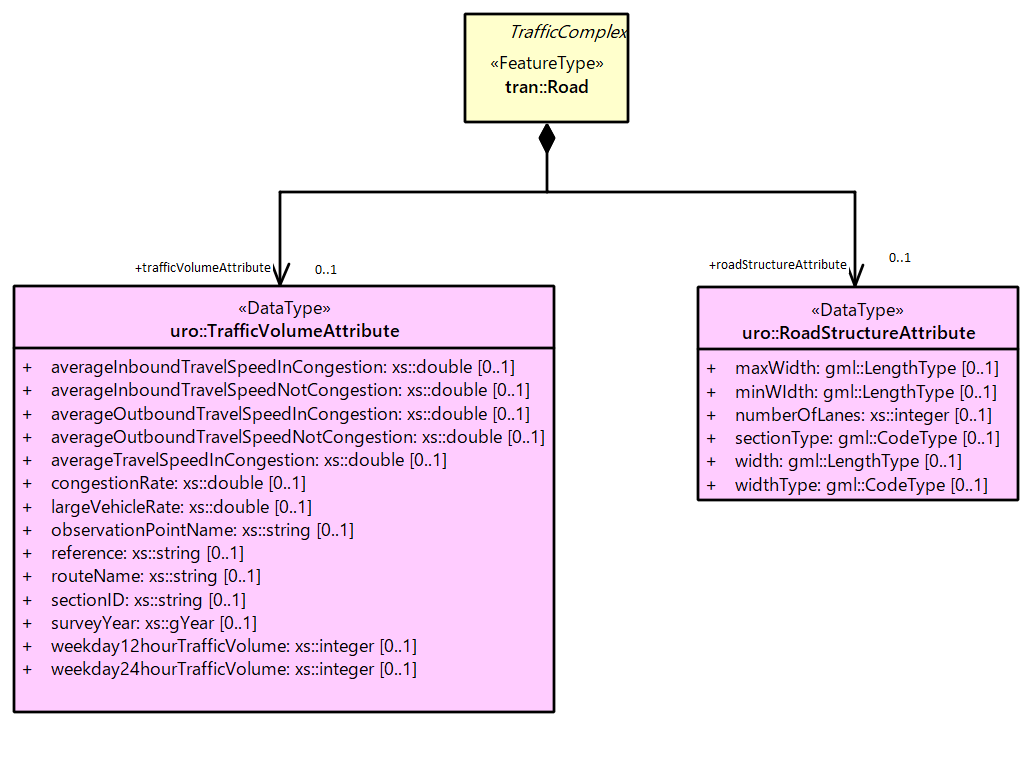 TrafficComplex
«FeatureType»
tran::Road
+trafficVolumeAttribute
0..1
+roadStructureAttribute
0..1
«DataType»
uro::TrafficVolumeAttribute
+ averageInboundTravelSpeedInCongestion: xs::double [0..1]
+ averageInboundTravelSpeedNotCongestion: xs::double [0..1]
+ averageOutboundTravelSpeedInCongestion: xs::double [0..1]
+ averageOutboundTravelSpeedNotCongestion: xs::double [0..1]
+ averageTravelSpeedInCongestion: xs::double [0..1]
+ congestionRate: xs::double [0..1]
+ largeVehicleRate: xs::double [0..1]
+ observationPointName: xs::string [0..1]
+ reference: xs::string [0..1]
+ routeName: xs::string [0..1]
+ sectionID: xs::string [0..1]
+ surveyYear: xs::gYear [0..1]
+ weekday12hourTrafficVolume: xs::integer [0..1]
+ weekday24hourTrafficVolume: xs::integer [0..1]
«DataType»
uro::RoadStructureAttribute
+ maxWidth: gml::LengthType [0..1]
+ minWIdth: gml::LengthType [0..1]
+ numberOfLanes: xs::integer [0..1]
+ sectionType: gml::CodeType [0..1]
+ width: gml::LengthType [0..1]
+ widthType: gml::CodeType [0..1]